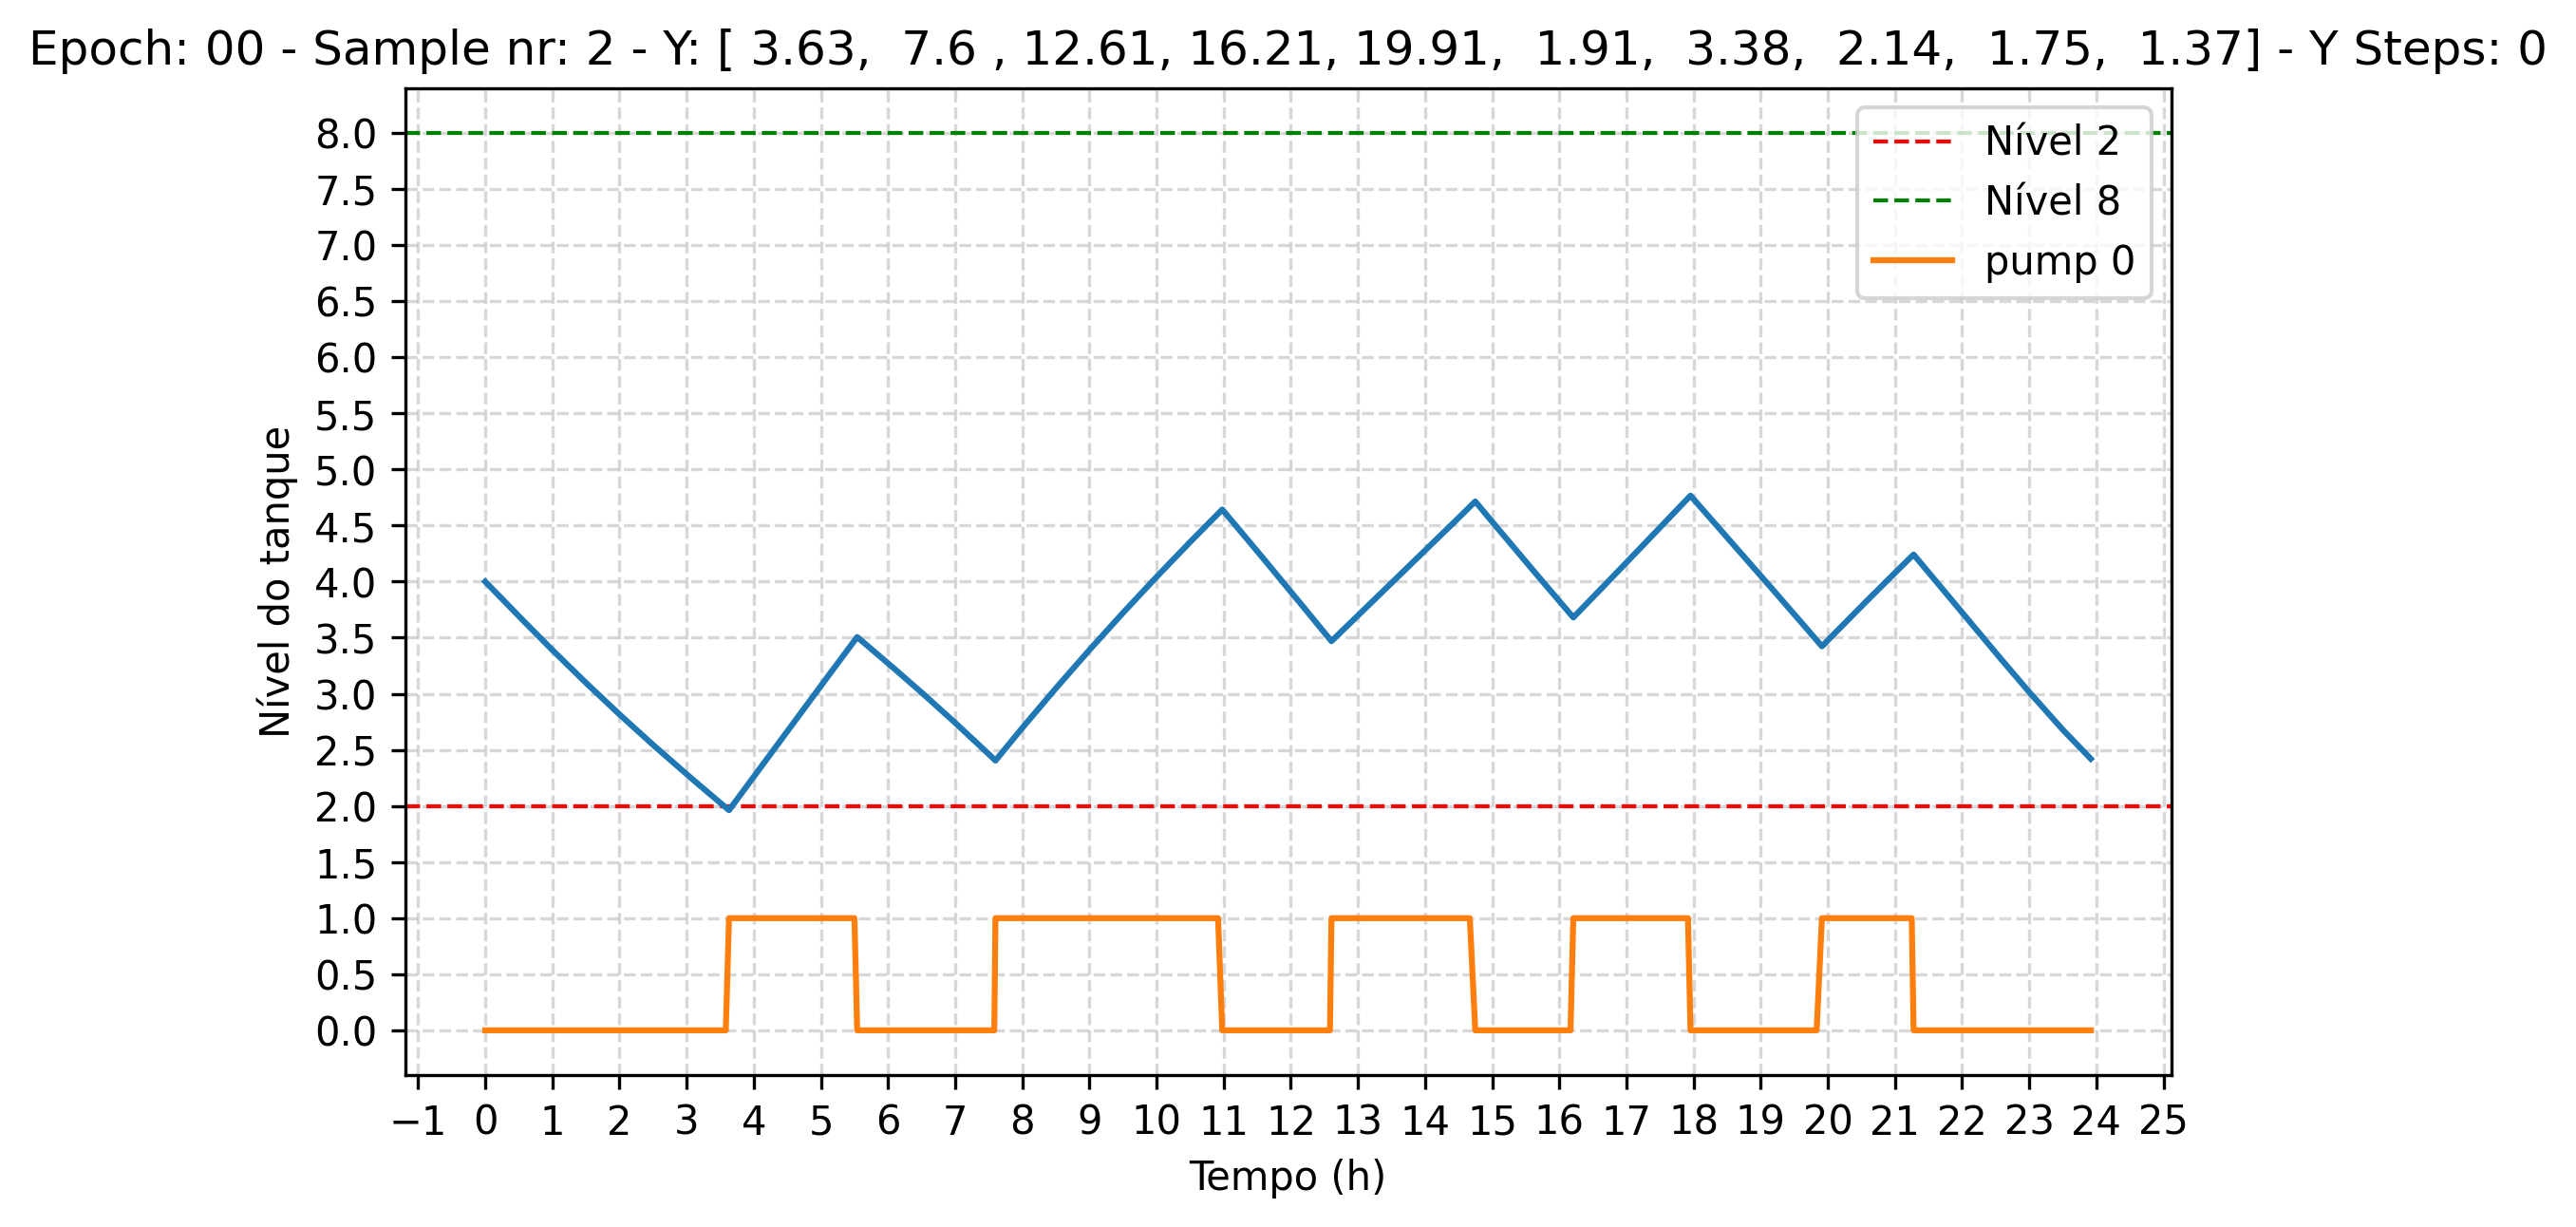 Epoch: 00 - Sample nr: 2 - Y: [ 3.63,  7.6 , 12.61, 16.21, 19.91,  1.91,  3.38,  2.14,  1.75,  1.37] - Y Steps: 0
Nível 2
Nível 8
pump 0
8.0
7.5
7.0
6.5
6.0
5.5
5.0
4.5
4.0
3.5
3.0
2.5
2.0
1.5
1.0
0.5
0.0
Nível do tanque
−1 0 1 2 3 4 5 6 7 8 9 10 11 12 13 14 15 16 17 18 19 20 21 22 23 24 25
Tempo (h)